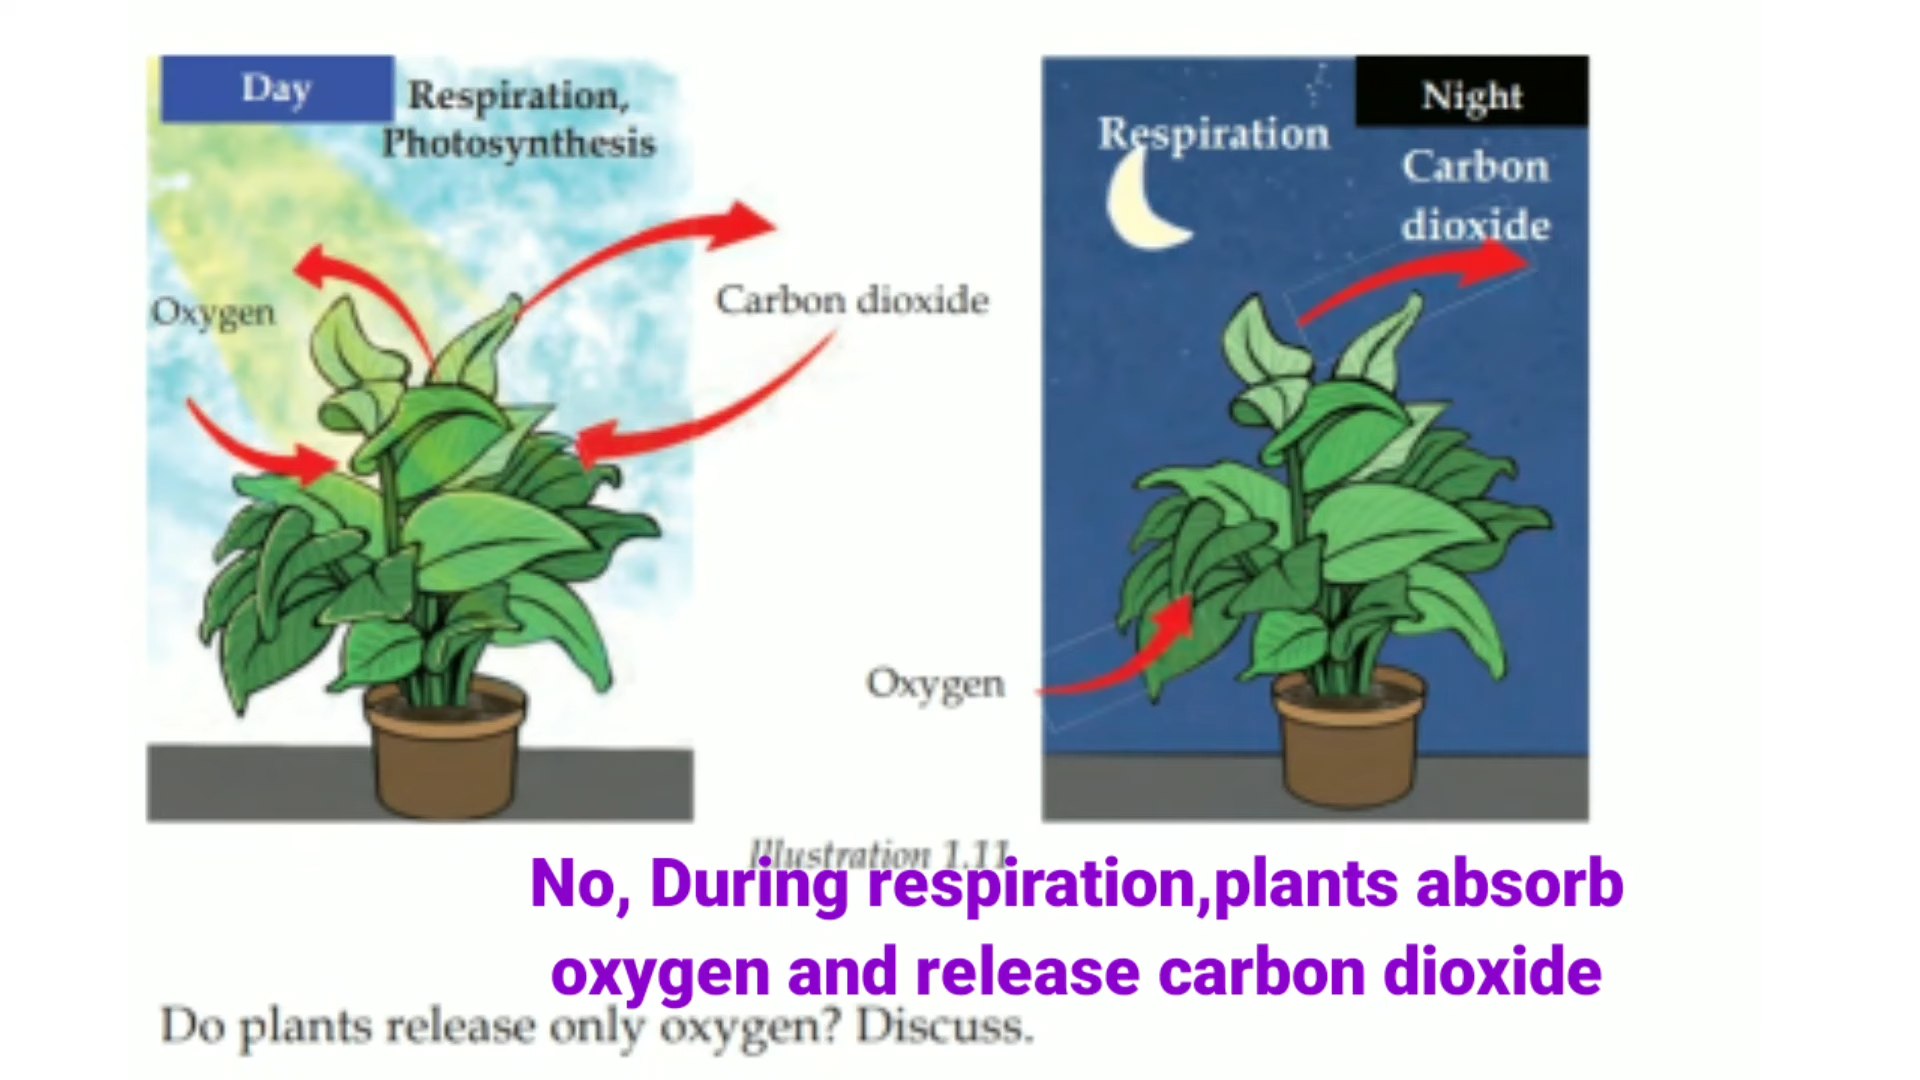 Day
Respiration,
Photosynthesis
Oxygen
Carbon dioxide
Night
Respiration
Carbon
dioxide
Oxygen
Illustration 1.11
No, During respiration,plants absorb
oxygen and release carbon dioxide
Do plants release only oxygen? Discuss.